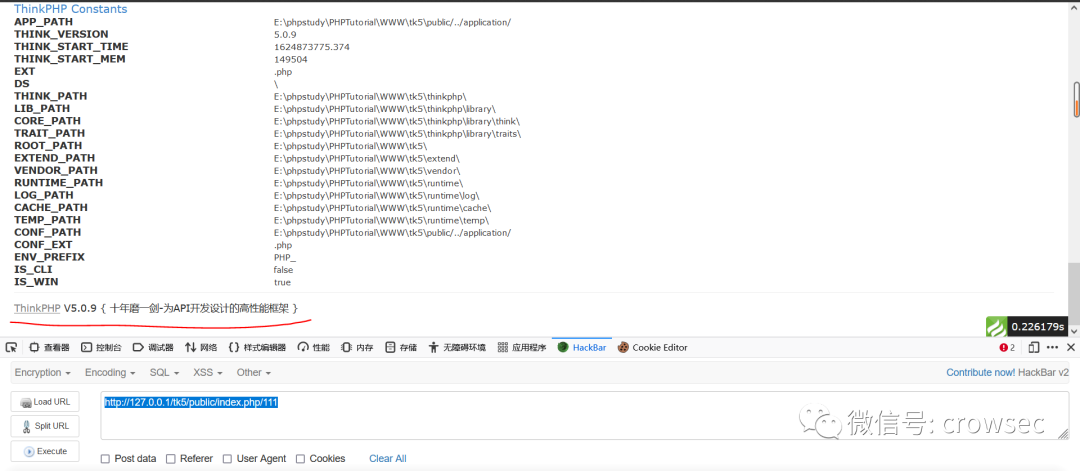 ThinkPHP Constants
APP_PATH E:\phpstudy\PHPTutorial\WWW\tk5\public/../application/
THINK_VERSION 5.0.9
THINK_START_TIME 1624873775.374
THINK_START_MEM 149504
EXT .php
DS \
THINK_PATH E:\phpstudy\PHPTutorial\WWW\tk5\thinkphp\
LIB_PATH E:\phpstudy\PHPTutorial\WWW\tk5\thinkphp\library\
CORE_PATH E:\phpstudy\PHPTutorial\WWW\tk5\thinkphp\library\think\
TRAIT_PATH E:\phpstudy\PHPTutorial\WWW\tk5\thinkphp\library\traits\
ROOT_PATH E:\phpstudy\PHPTutorial\WWW\tk5\
EXTEND_PATH E:\phpstudy\PHPTutorial\WWW\tk5\extend\
VENDOR_PATH E:\phpstudy\PHPTutorial\WWW\tk5\vendor\
RUNTIME_PATH E:\phpstudy\PHPTutorial\WWW\tk5\runtime\
LOG_PATH E:\phpstudy\PHPTutorial\WWW\tk5\runtime\log\
CACHE_PATH E:\phpstudy\PHPTutorial\WWW\tk5\runtime\cache\
TEMP_PATH E:\phpstudy\PHPTutorial\WWW\tk5\runtime\temp\
CONF_PATH E:\phpstudy\PHPTutorial\WWW\tk5\public/../application/
CONF_EXT .php
ENV_PREFIX PHP_
IS_CLI false
IS_WIN true
ThinkPHP V5.0.9 { 十年磨一剑-为API开发设计的高性能框架 }
0.226179s
查看器 控制台 调试器 网络 样式编辑器 性能 内存 存储 无障碍环境 应用程序 HackBar Cookie Editor 2
Encryption Encoding SQL XSS Other Contribute now! HackBar v2
Load URL http://127.0.0.1/tk5/public/index.php/111
Split URL
Execute
微信号: crowsec
Post data Referer User Agent Cookies Clear All